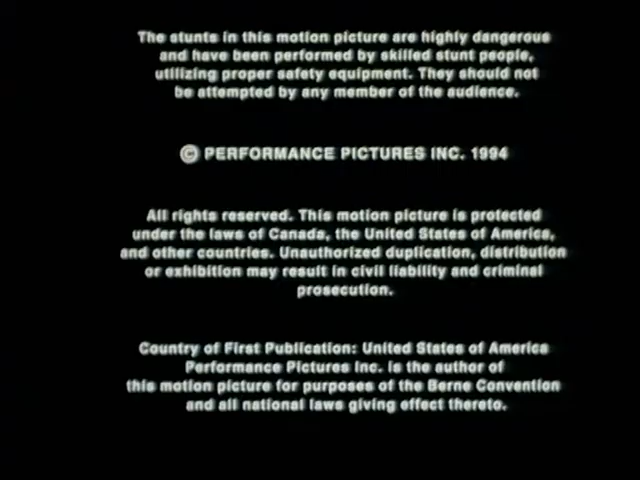 The stunts in this motion picture are highly dangerous
and have been performed by skilled stunt people,
utilizing proper safety equipment. They should not
be attempted by any member of the audience.
© PERFORMANCE PICTURES INC. 1994
All rights reserved. This motion picture is protected
under the laws of Canada, the United States of America,
and other countries. Unauthorized duplication, distribution
or exhibition may result in civil liability and criminal
prosecution.
Country of First Publication: United States of America
Performance Pictures Inc. is the author of
this motion picture for purposes of the Berne Convention
and all national laws giving effect thereto.